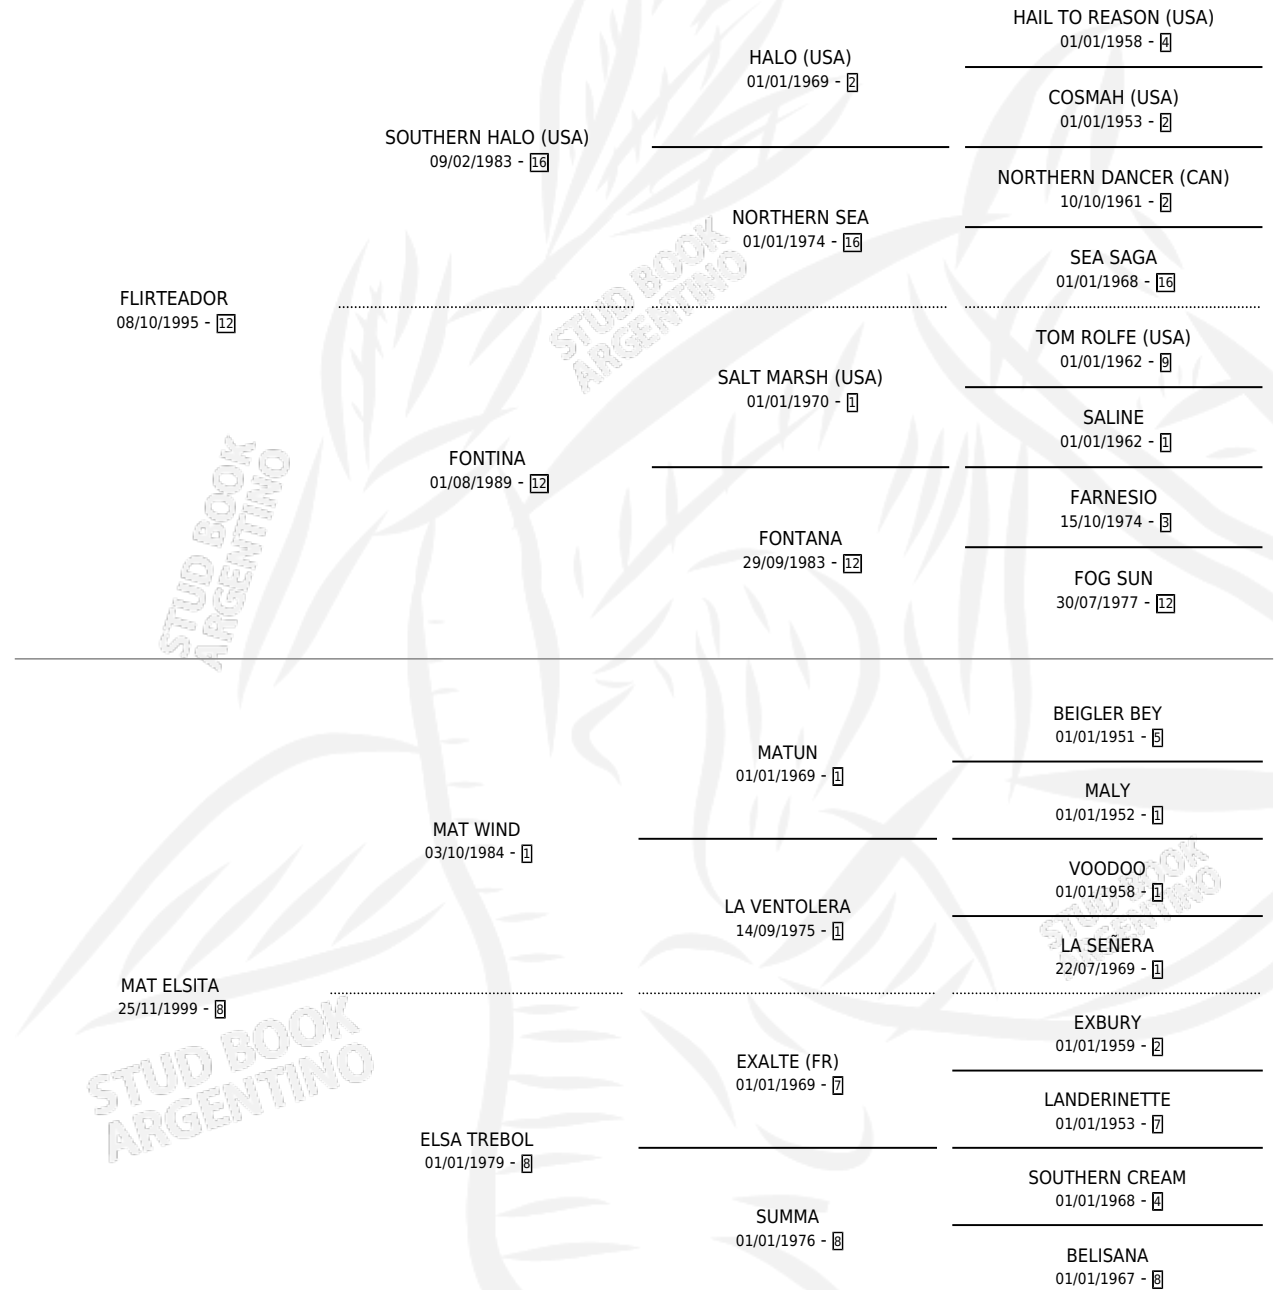 HAIL TO REASON (USA)
01/01/1958 - 4
HALO (USA)
01/01/1969 - 2
COSMAH (USA)
01/01/1953 - 2
SOUTHERN HALO (USA)
09/02/1983 - 16
NORTHERN DANCER (CAN)
10/10/1961 - 2
NORTHERN SEA
01/01/1974 - 16
SEA SAGA
01/01/1968 - 16
STUD BOOK
ARGENTINO
FLIRTEADOR
08/10/1995 - 12
TOM ROLFE (USA)
01/01/1962 - 9
SALT MARSH (USA)
01/01/1970 - 1
SALINE
01/01/1962 - 1
FONTINA
01/08/1989 - 12
FARNESIO
15/10/1974 - 3
FONTANA
29/09/1983 - 12
FOG SUN
30/07/1977 - 12
STUD BOOK
ARGENTINO
BEIGLER BEY
01/01/1951 - 5
MATUN
01/01/1969 - 1
MALY
01/01/1952 - 1
MAT WIND
03/10/1984 - 1
VOODOO
01/01/1958 - 1
LA VENTOLERA
14/09/1975 - 1
LA SEÑERA
22/07/1969 - 1
STUD BOOK
ARGENTINO
MAT ELSITA
25/11/1999 - 8
EXBURY
01/01/1959 - 2
EXALTE (FR)
01/01/1969 - 7
LANDERINETTE
01/01/1953 - 7
STUD BOOK
ARGENTINO
ELSA TREBOL
01/01/1979 - 8
SOUTHERN CREAM
01/01/1968 - 4
SUMMA
01/01/1976 - 8
BELISANA
01/01/1967 - 8